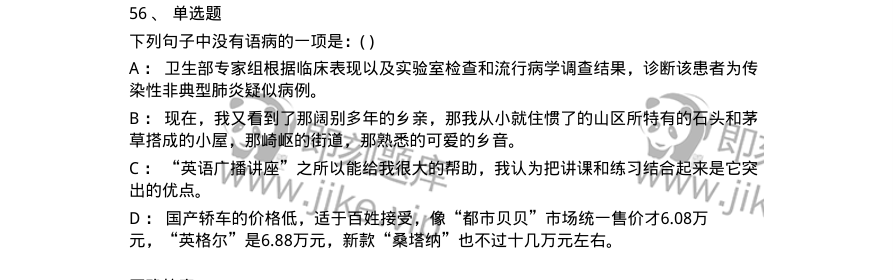 56 、 单选题
下列句子中没有语病的一项是：( )
A ： 卫生部专家组根据临床表现以及实验室检查和流行病学调查结果，诊断该患者为传
染性非典型肺炎疑似病例。
B ： 现在，我又看到了那阔别多年的乡亲，那我从小就住惯了的山区所特有的石头和茅
草搭成的小屋，那崎岖的街道，那熟悉的可爱的乡音。
C ： “英语广播讲座”之所以能给我很大的帮助，我认为把讲课和练习结合起来是它突
出的优点。
D ： 国产轿车的价格低，适于百姓接受，像“都市贝贝”市场统一售价才6.08万
元，“英格尔”是6.88万元，新款“桑塔纳”也不过十几万元左右。
即刻题库